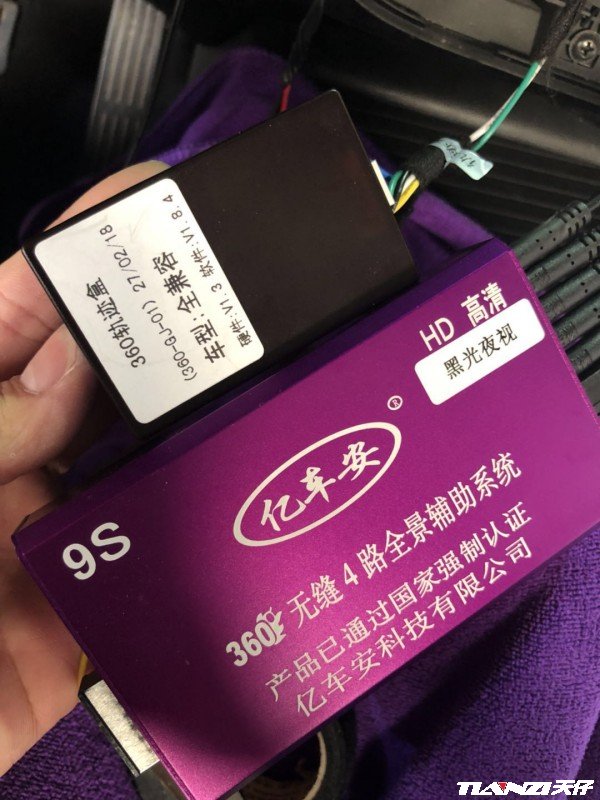 360轨迹盒
(360-GJ-01) 27/02/18
车型:全兼容
硬件:V1.3 软件:V1.8.4
HD 高清
黑光夜视
亿车安®
9S
360° 无缝4路全景辅助系统
产品已通过国家强制认证
亿车安科技有限公司
TIANZI天仔